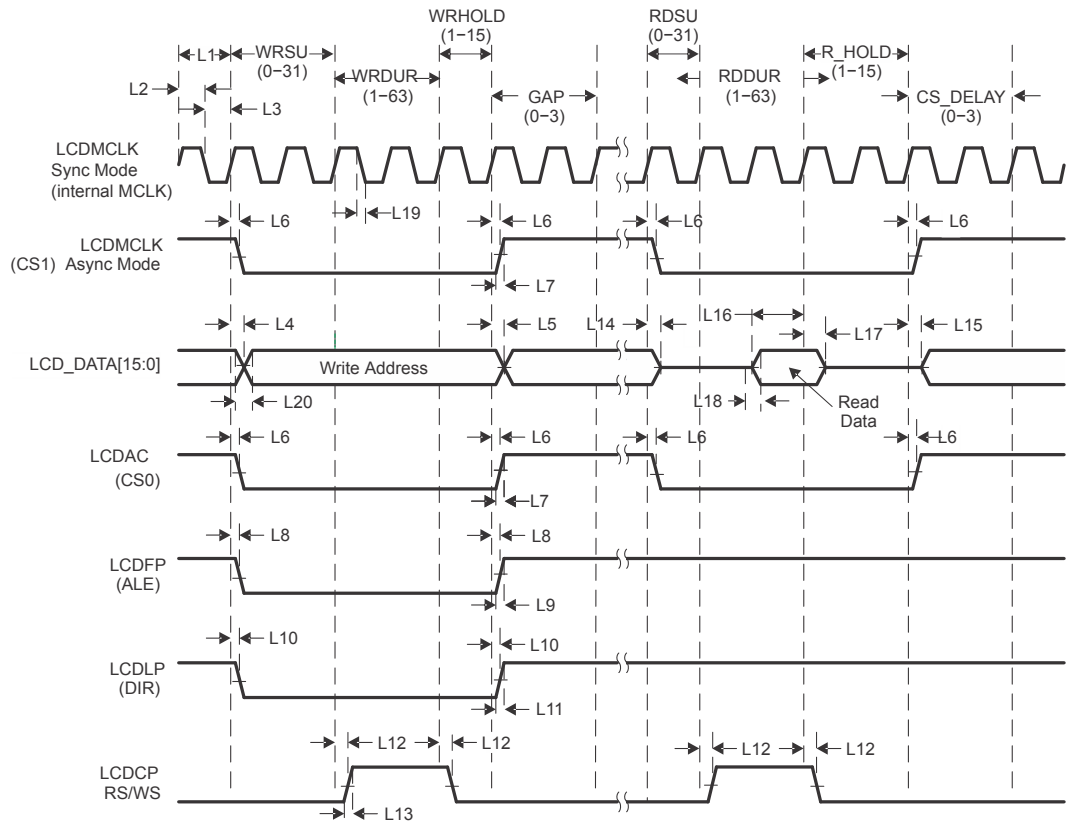 WRHOLD
(1–15)
RDSU
(0–31)
L1
WRSU
(0–31)
R_HOLD
(1–15)
L2
WRDUR
(1–63)
RDDUR
(1–63)
L3
GAP
(0–3)
CS_DELAY
(0–3)
LCDMCLK
Sync Mode
(internal MCLK)
L19
L6
L6
L6
L6
LCDMCLK
(CS1) Async Mode
L7
L4
L5
L14
L16
L17
L15
LCD_DATA[15:0]
Write Address
L20
L18
Read
Data
L6
L6
L6
L6
LCDAC
(CS0)
L7
L8
L8
LCDFP
(ALE)
L9
L10
L10
LCDLP
(DIR)
L11
L12
L12
L12
L12
LCDCP
RS/WS
L13